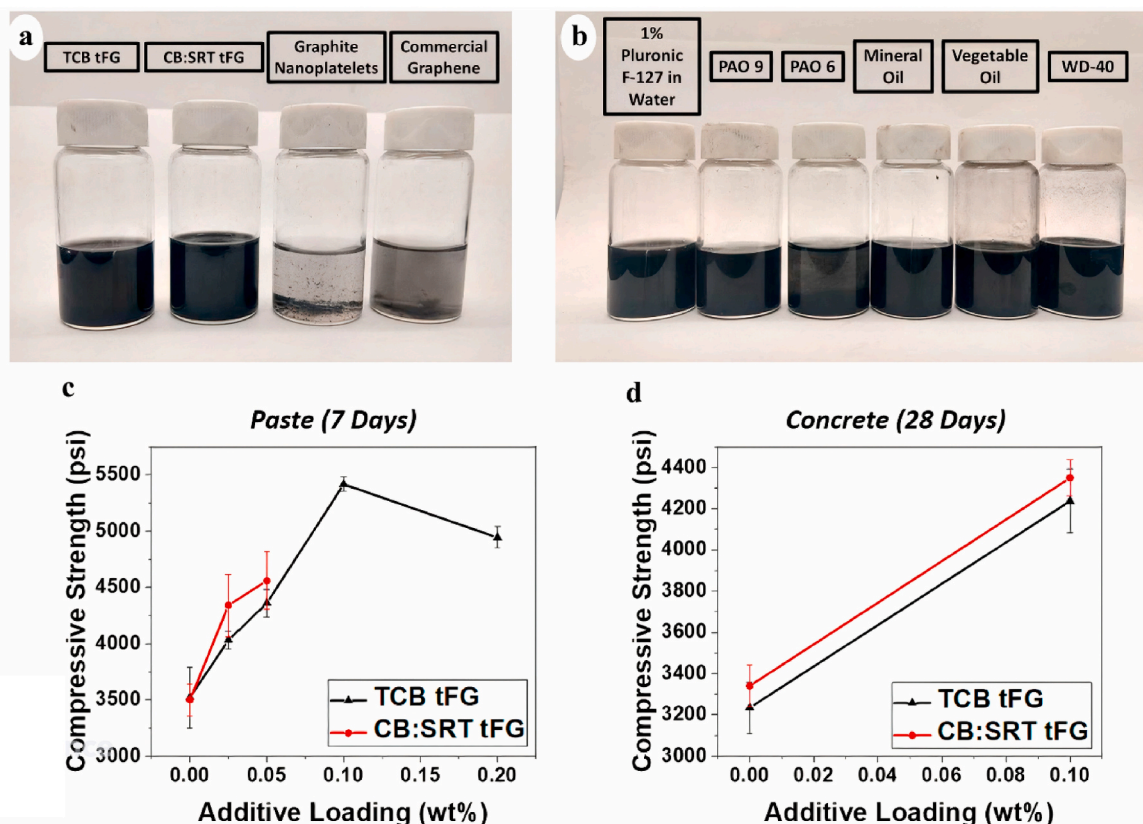 a
TCB tFG
CB:SRT tFG
Graphite
Nanoplatelets
Commercial
Graphene
b
1%
Pluronic
F-127 in
Water
PAO 9
PAO 6
Mineral
Oil
Vegetable
Oil
WD-40
c
Paste (7 Days)
Compressive Strength (psi)
5500
5000
4500
4000
3500
3000
0.00
0.05
0.10
0.15
0.20
Additive Loading (wt%)
TCB tFG
CB:SRT tFG
d
Concrete (28 Days)
Compressive Strength (psi)
4400
4200
4000
3800
3600
3400
3200
3000
0.00
0.02
0.04
0.06
0.08
0.10
Additive Loading (wt%)
TCB tFG
CB:SRT tFG